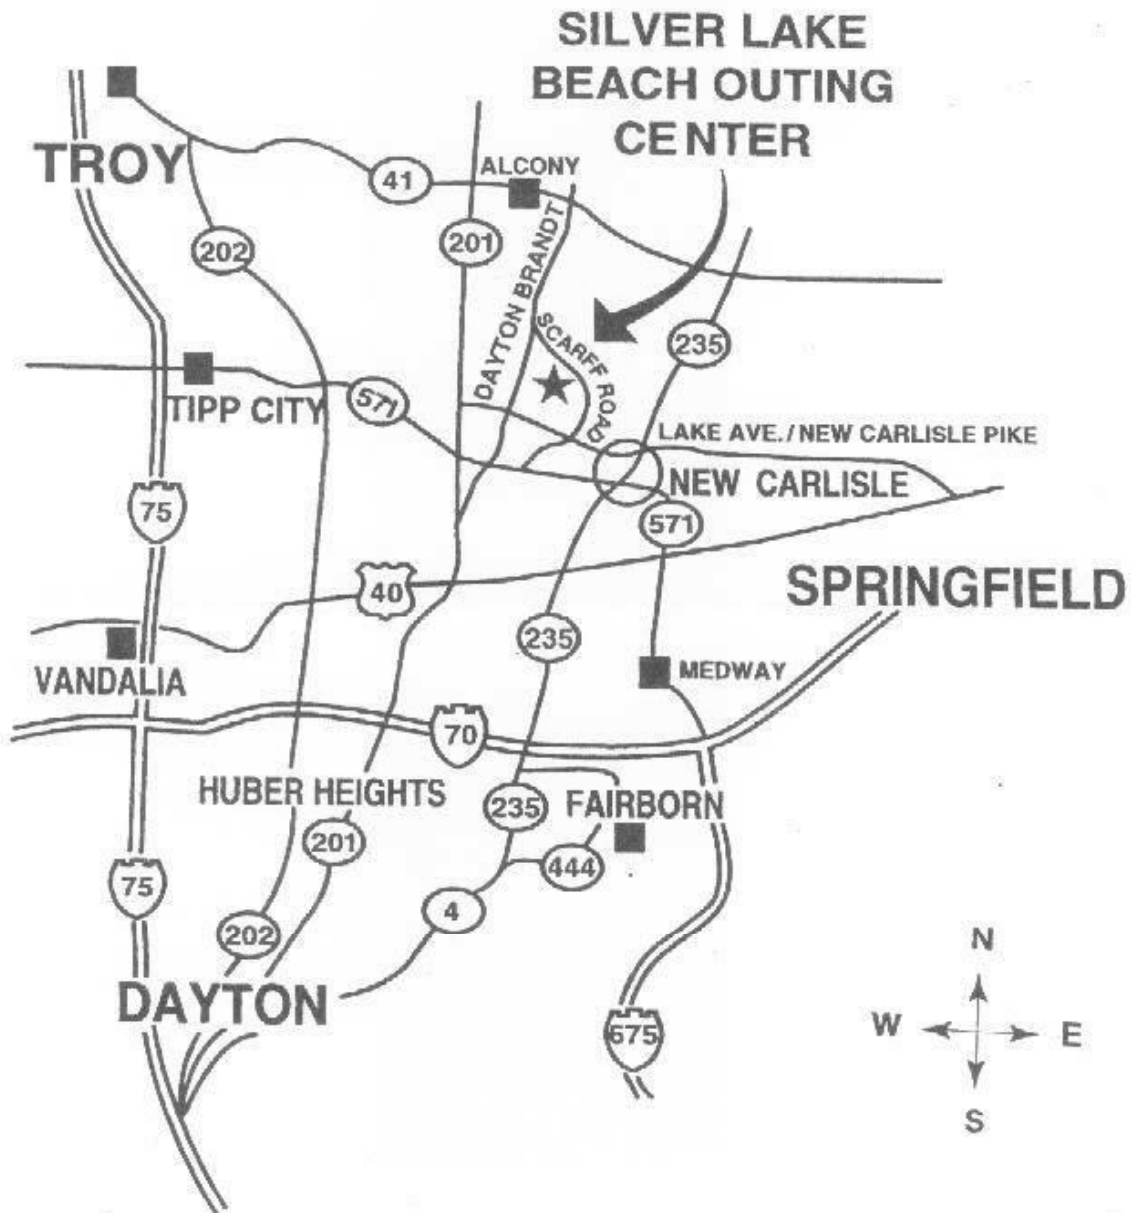 SILVER LAKE
BEACH OUTING
CENTER
TROY
41
ALCONY
202
201
DAYTON BRANDT
SCARFF ROAD
235
TIPP CITY
571
LAKE AVE./NEW CARLISLE PIKE
NEW CARLISLE
75
571
40
SPRINGFIELD
235
VANDALIA
MEDWAY
70
HUBER HEIGHTS
235
FAIRBORN
201
444
75
4
202
DAYTON
675
N
W
E
S